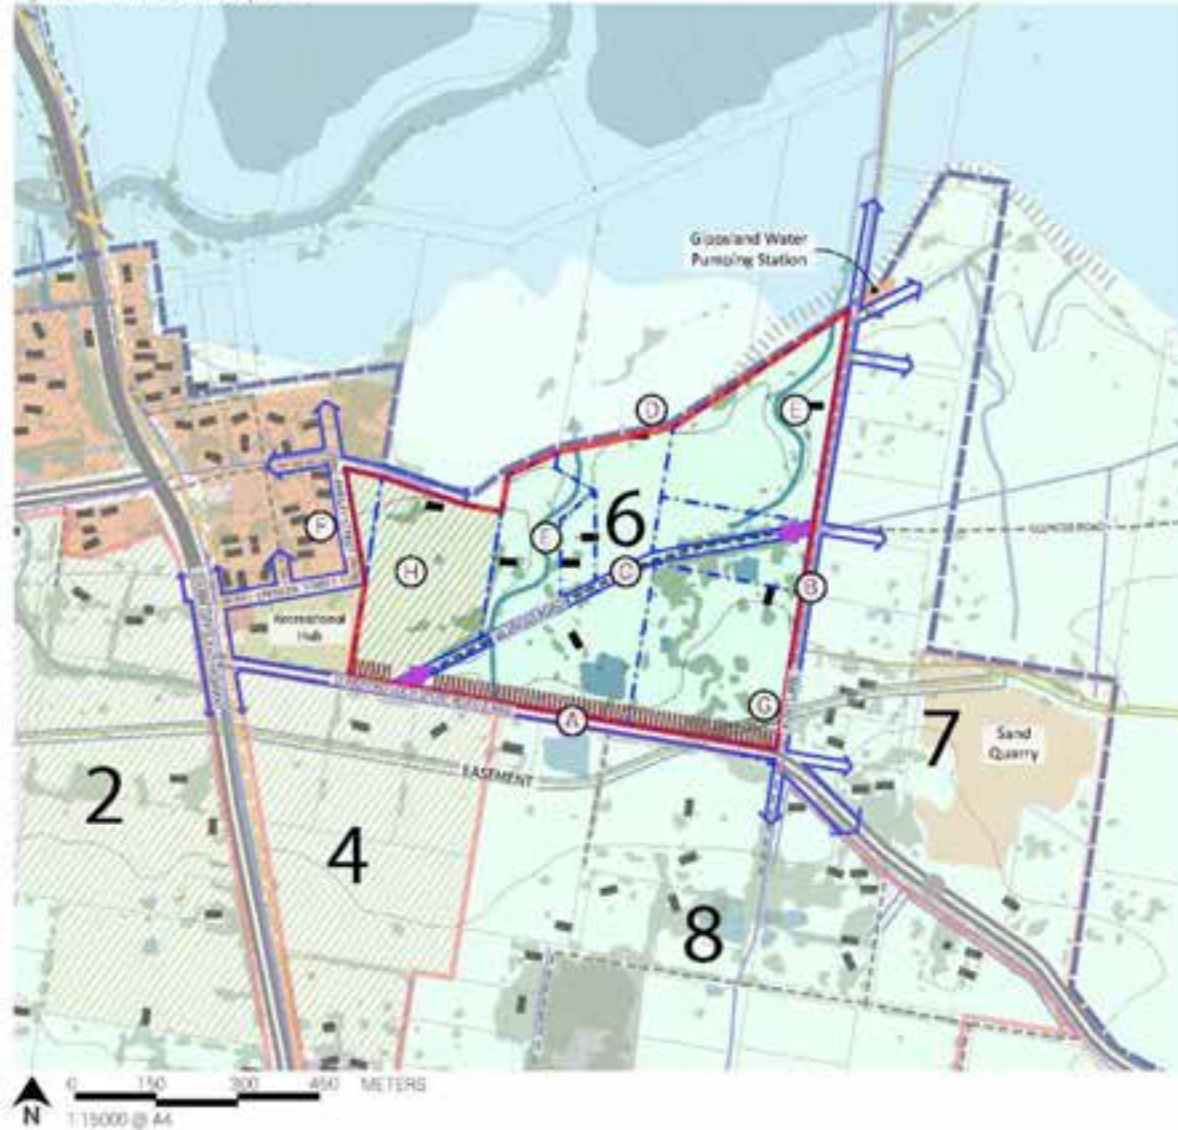 Gippsland Water
Pumping Station
D
E
6
F
H
E
C
B
Recreational
Hub
G
A
7
Sand
Quarry
EASEMENT
2
4
8
N
0 150 300 450 METERS
1:15000 @ A4